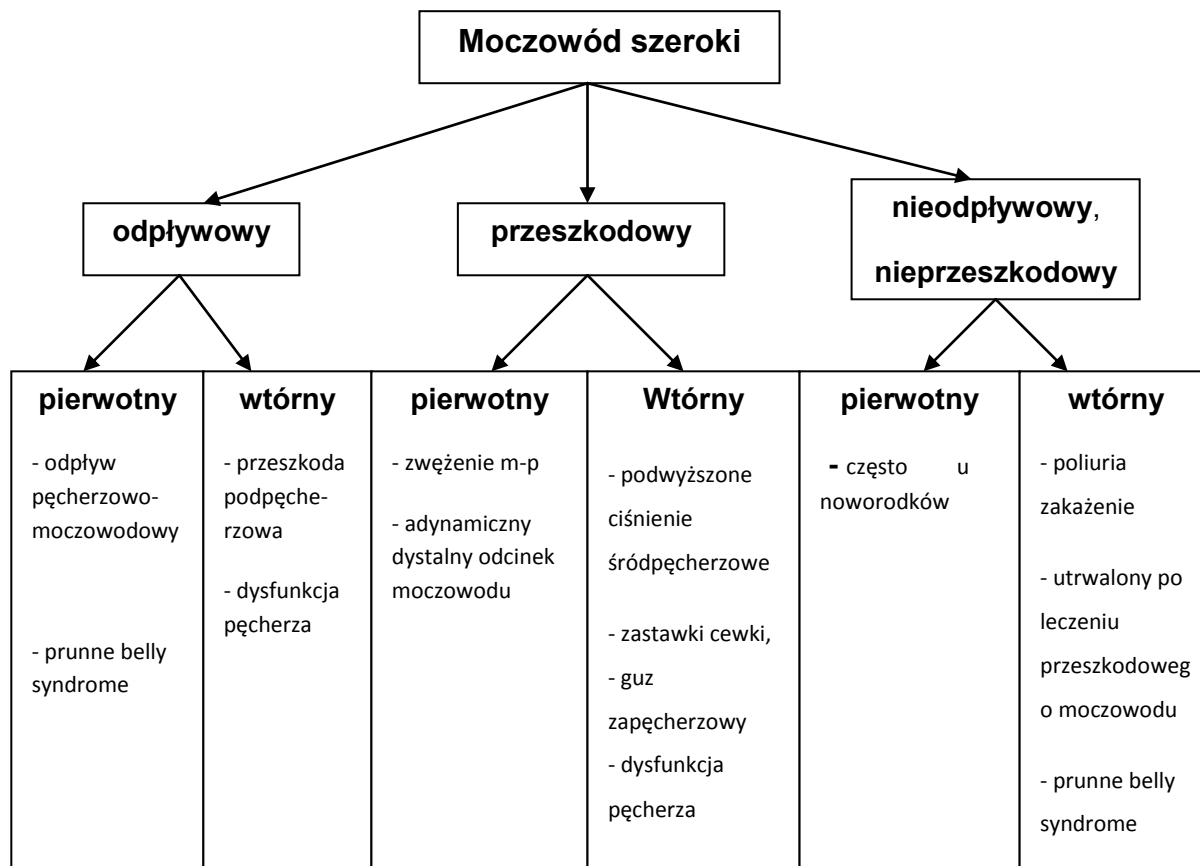 Moczowód szeroki
odpływowy
przeszkodowy
nieodpływowy,
nieprzeszkodowy
pierwotny
- odpływ
pęcherzowo-
moczowodowy
- prunne belly
syndrome
wtórny
- przeszkoda
podpęche-
rzowa
- dysfunkcja
pęcherza
pierwotny
- zwężenie m-p
- adynamiczny
dystalny odcinek
moczowodu
Wtórny
- podwyższone
ciśnienie
śródpęcherzowe
- zastawki cewki,
- guz
zapęcherzowy
- dysfunkcja
pęcherza
pierwotny
- często u
noworodków
wtórny
- poliuria
zakażenie
- utrwalony po
leczeniu
przeszkodoweg
o moczowodu
- prunne belly
syndrome